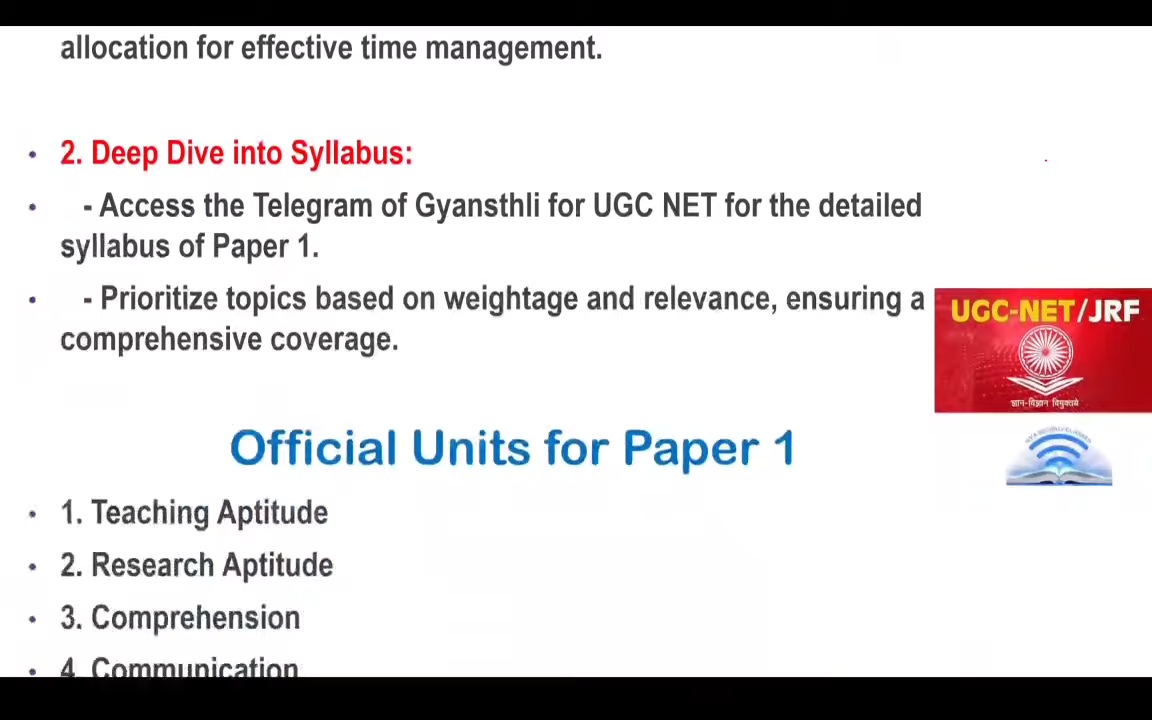 allocation for effective time management.
• 2. Deep Dive into Syllabus:
• - Access the Telegram of Gyansthli for UGC NET for the detailed
syllabus of Paper 1.
• - Prioritize topics based on weightage and relevance, ensuring a
comprehensive coverage.
UGC-NET/JRF
ज्ञान-विज्ञान विमुक्तये
Official Units for Paper 1
• 1. Teaching Aptitude
• 2. Research Aptitude
• 3. Comprehension
• 4. Communication